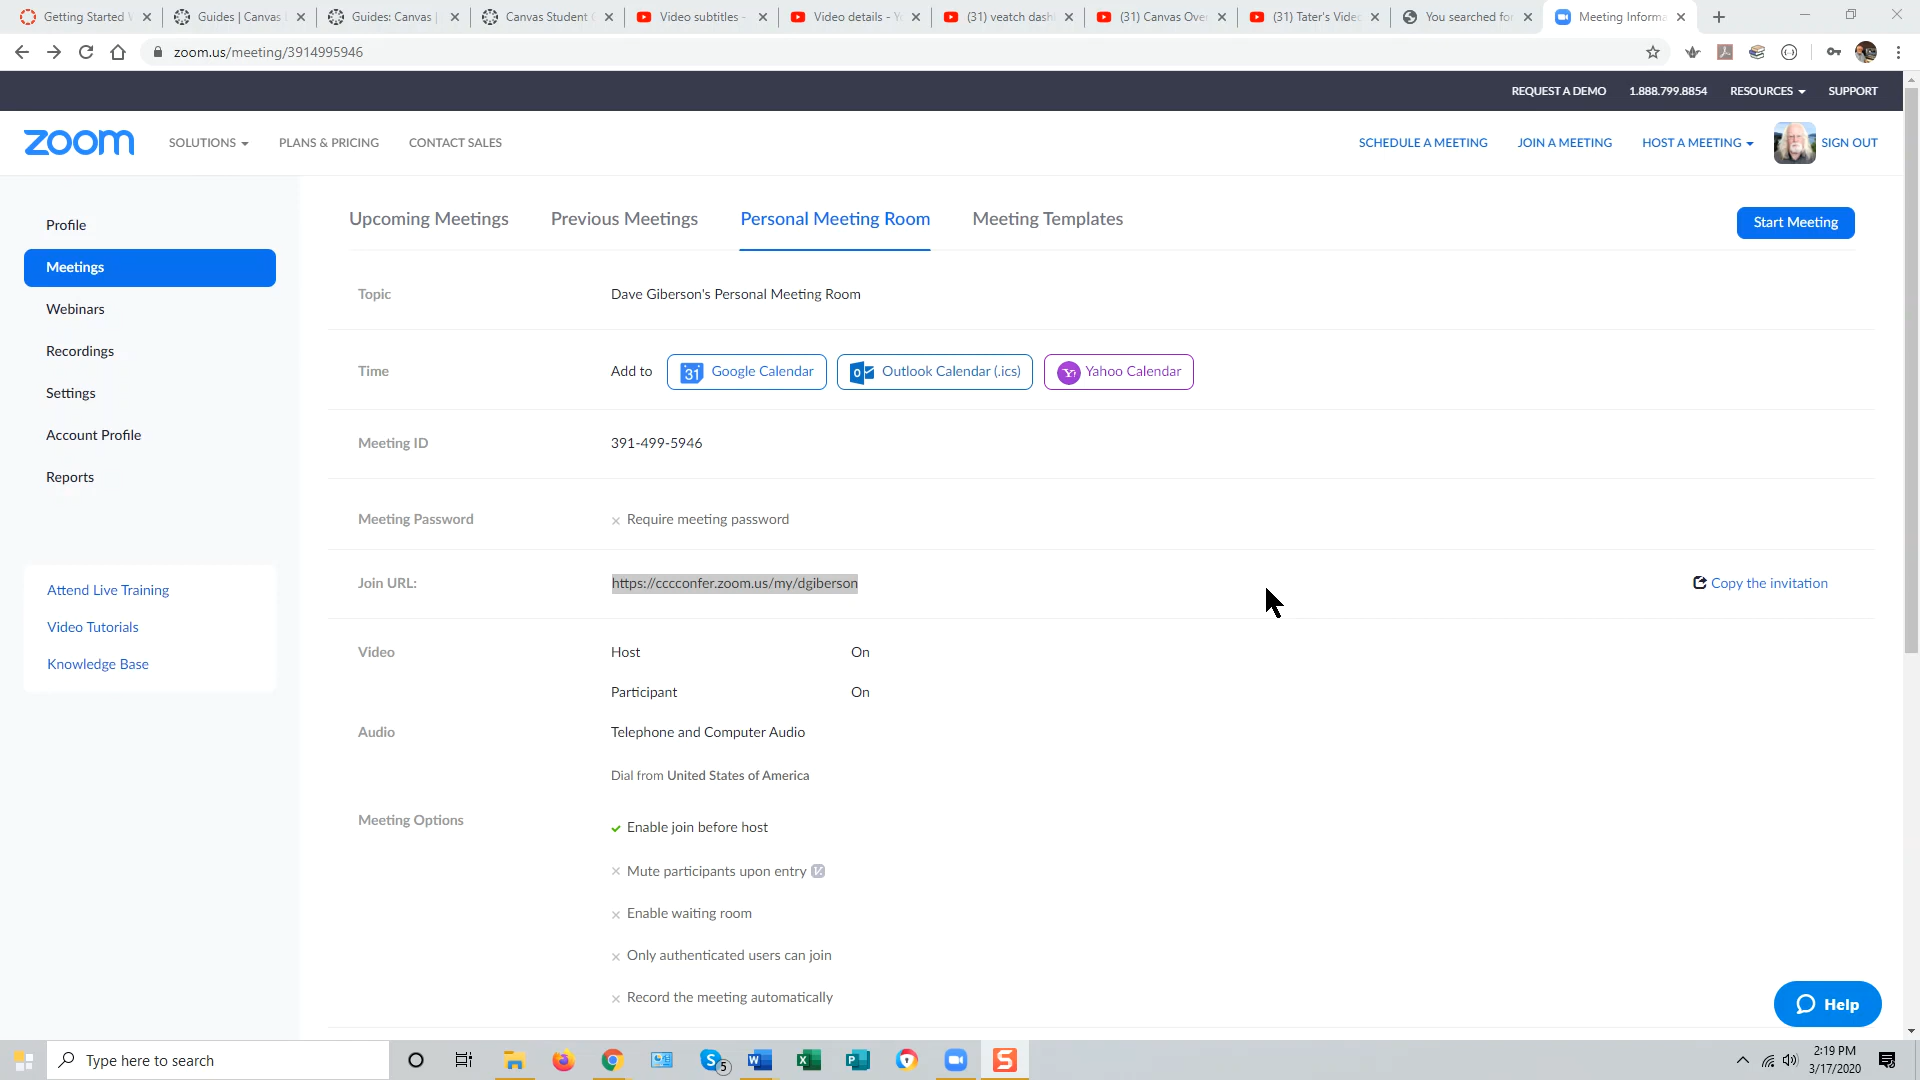 Getting Started V
Guides | Canvas L
Guides: Canvas |
Canvas Student G
Video subtitles -
Video details - Yo
(31) veatch dash
(31) Canvas Over
(31) Tater's Video
You searched for
Meeting Informa
zoom.us/meeting/3914995946
REQUEST A DEMO
1.888.799.8854
RESOURCES
SUPPORT
zoom
SOLUTIONS
PLANS & PRICING
CONTACT SALES
SCHEDULE A MEETING
JOIN A MEETING
HOST A MEETING
SIGN OUT
Profile
Meetings
Webinars
Recordings
Settings
Account Profile
Reports
Attend Live Training
Video Tutorials
Knowledge Base
Upcoming Meetings
Previous Meetings
Personal Meeting Room
Meeting Templates
Start Meeting
Topic
Dave Giberson's Personal Meeting Room
Time
Add to
31 Google Calendar
Outlook Calendar (.ics)
Yahoo Calendar
Meeting ID
391-499-5946
Meeting Password
Require meeting password
Join URL:
https://cccconfer.zoom.us/my/dgiberson
Copy the invitation
Video
Host
On
Participant
On
Audio
Telephone and Computer Audio
Dial from United States of America
Meeting Options
Enable join before host
Mute participants upon entry
Enable waiting room
Only authenticated users can join
Record the meeting automatically
Help
Type here to search
5
2:19 PM
3/17/2020